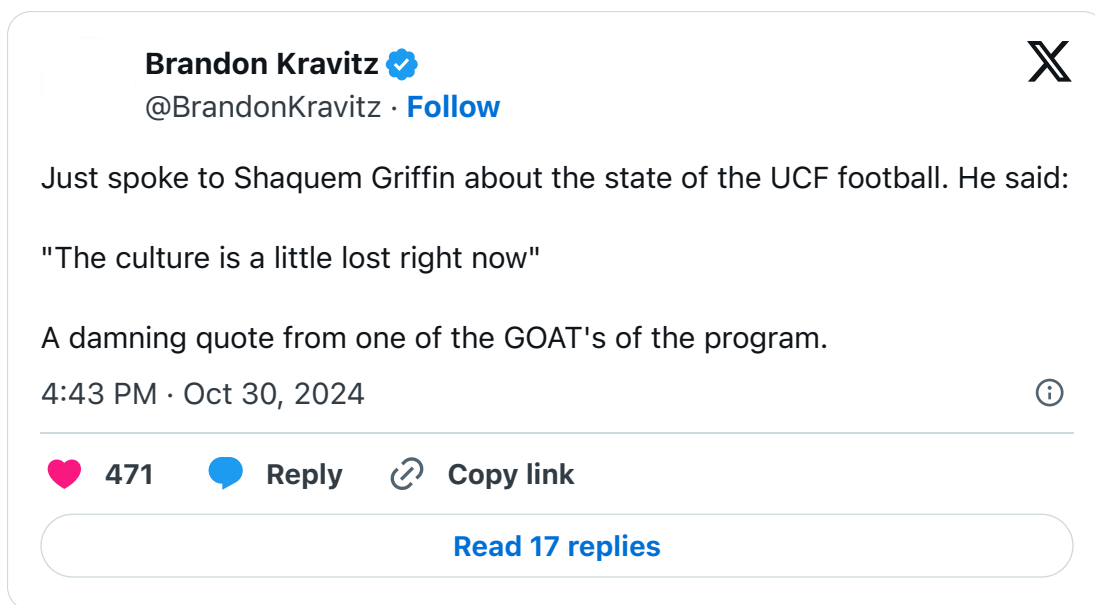 Brandon Kravitz
@BrandonKravitz · Follow
Just spoke to Shaquem Griffin about the state of the UCF football. He said:
"The culture is a little lost right now"
A damning quote from one of the GOAT's of the program.
4:43 PM · Oct 30, 2024
471 Reply Copy link
Read 17 replies